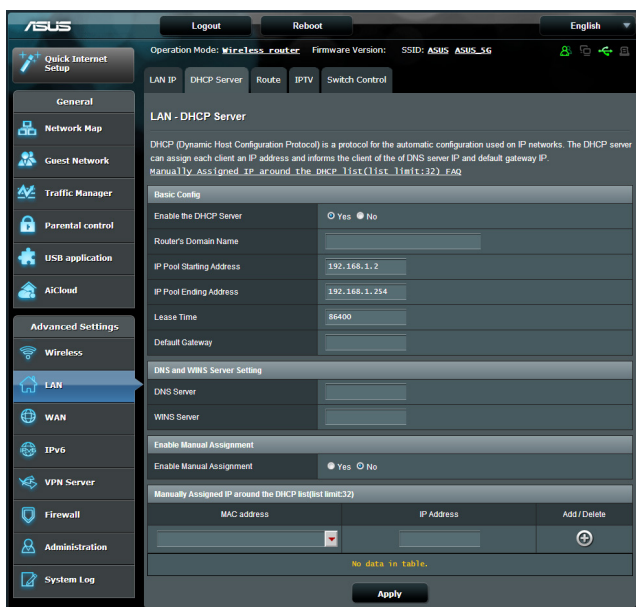 ASUS
Logout
Reboot
English
Quick Internet
Setup
Operation Mode: Wireless router Firmware Version: SSID: ASUS ASUS_5G
LAN IP
DHCP Server
Route
IPTV
Switch Control
General
Network Map
Guest Network
Traffic Manager
Parental control
USB application
AiCloud
Advanced Settings
Wireless
LAN
WAN
IPv6
VPN Server
Firewall
Administration
System Log
LAN - DHCP Server
DHCP (Dynamic Host Configuration Protocol) is a protocol for the automatic configuration used on IP networks. The DHCP server
can assign each client an IP address and informs the client of the of DNS server IP and default gateway IP.
Manually Assigned IP around the DHCP list(list limit:32) FAQ
Basic Config
Enable the DHCP Server Yes No
Router's Domain Name
IP Pool Starting Address 192.168.1.2
IP Pool Ending Address 192.168.1.254
Lease Time 86400
Default Gateway
DNS and WINS Server Setting
DNS Server
WINS Server
Enable Manual Assignment
Enable Manual Assignment Yes No
Manually Assigned IP around the DHCP list(list limit:32)
MAC address IP Address Add / Delete
No data in table.
Apply